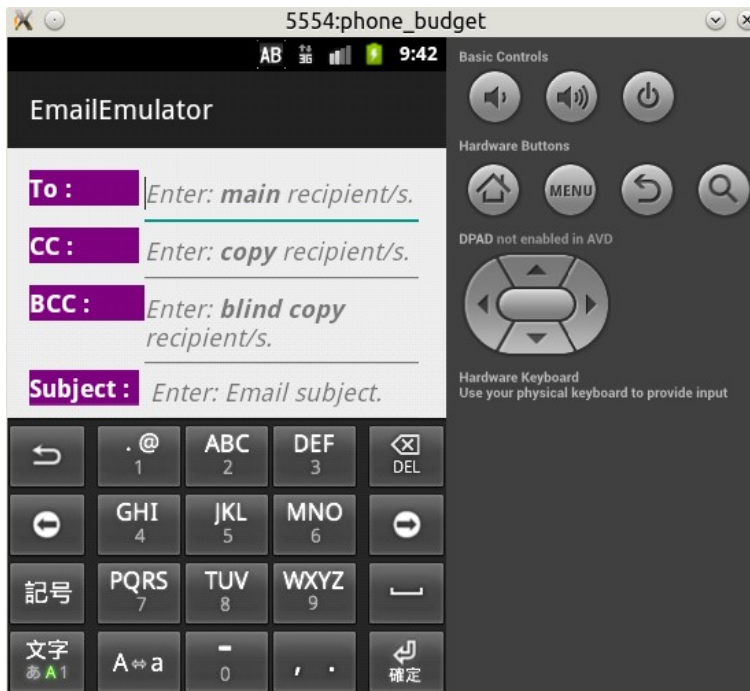 5554:phone_budget
AB 3G 9:42
EmailEmulator
To : Enter: main recipient/s.
CC : Enter: copy recipient/s.
BCC : Enter: blind copy
recipient/s.
Subject : Enter: Email subject.
. @ ABC DEF DEL
1 2 3
GHI JKL MNO
4 5 6
記号 PQRS TUV WXYZ
7 8 9
文字 A⇔a - , .
あA1 0 確定
Basic Controls
Hardware Buttons
MENU
DPAD not enabled in AVD
Hardware Keyboard
Use your physical keyboard to provide input